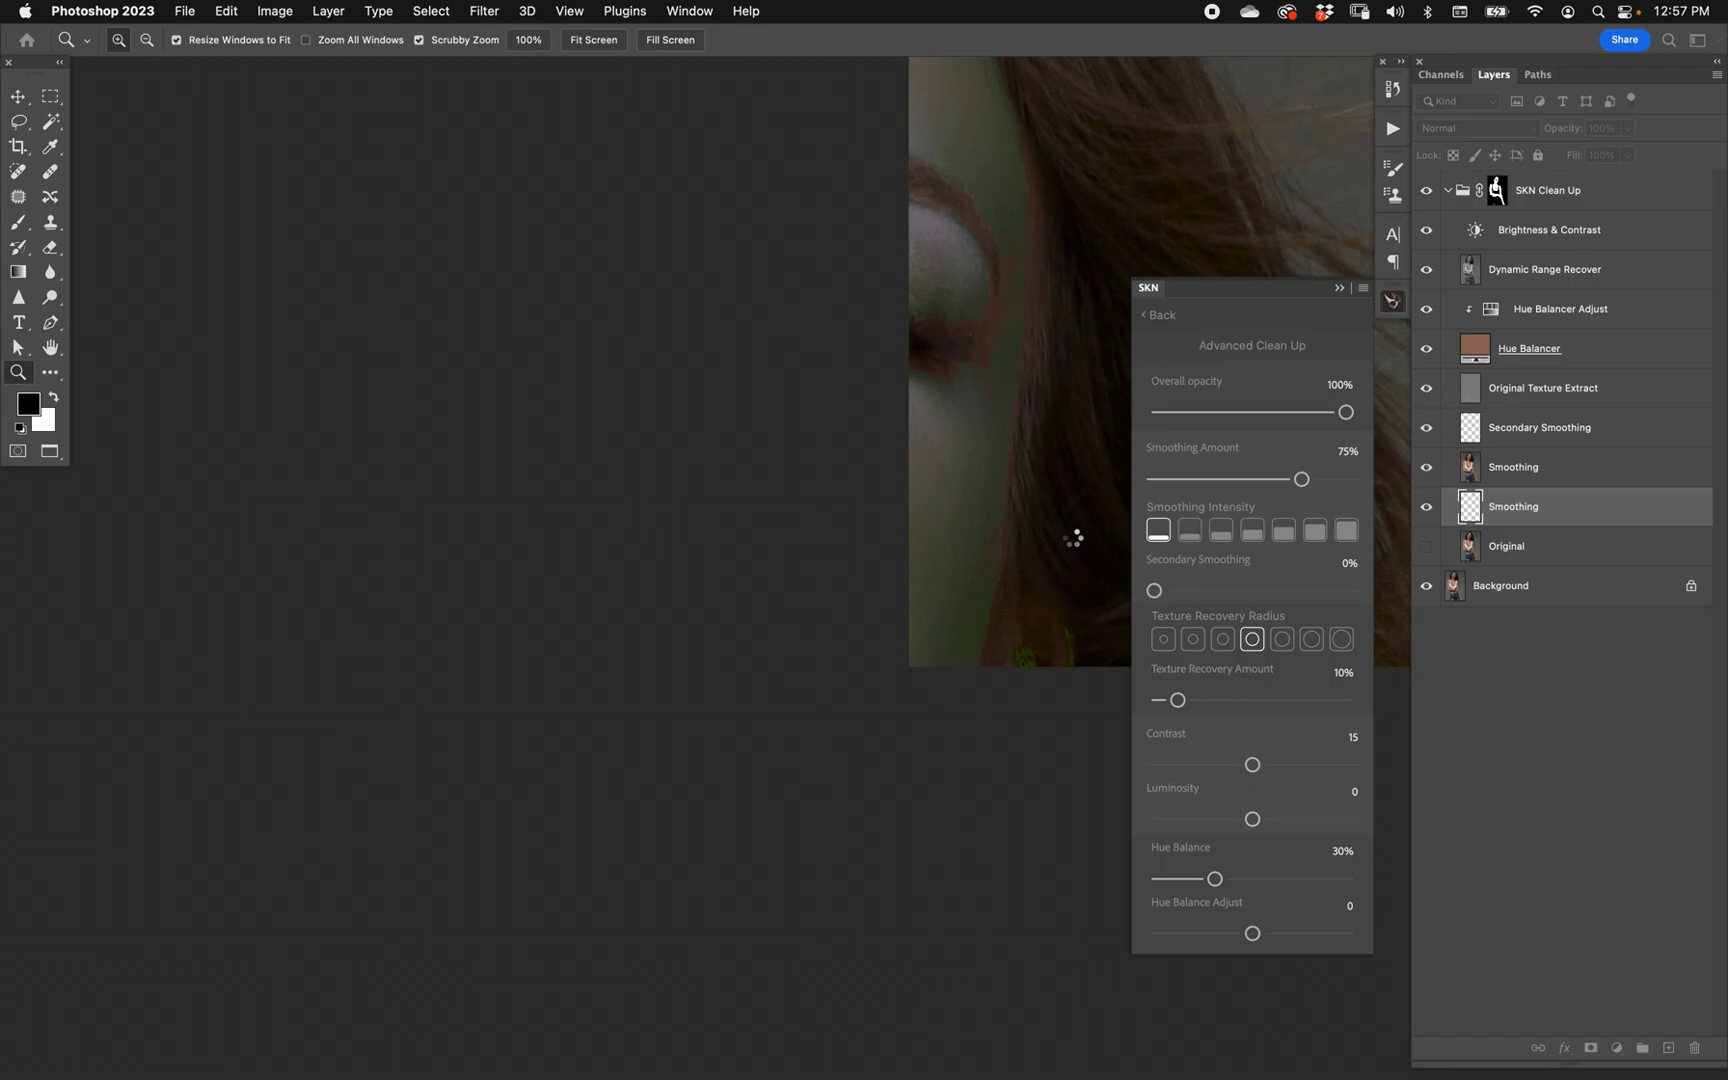 Photoshop 2023 File Edit Image Layer Type Select Filter 3D View Plugins Window Help 12:57 PM
Resize Windows to Fit Zoom All Windows Scrubby Zoom 100% Fit Screen Fill Screen Share
Channels Layers Paths
Kind
Normal Opacity: 100%
Lock: Fill: 100%
SKN Clean Up
Brightness & Contrast
Dynamic Range Recover
Hue Balancer Adjust
Hue Balancer
Original Texture Extract
Secondary Smoothing
Smoothing
Smoothing
Original
Background
SKN
Back
Advanced Clean Up
Overall opacity 100%
Smoothing Amount 75%
Smoothing Intensity
Secondary Smoothing 0%
Texture Recovery Radius
Texture Recovery Amount 10%
Contrast 15
Luminosity 0
Hue Balance 30%
Hue Balance Adjust 0